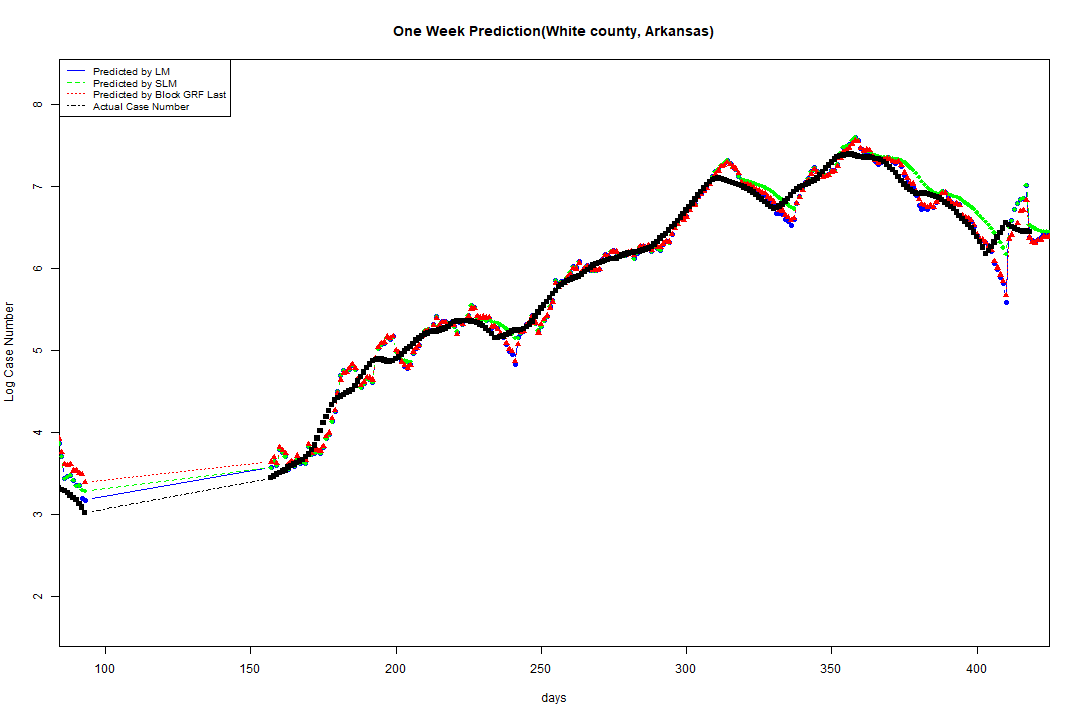 One Week Prediction(White county, Arkansas)
Predicted by LM
Predicted by SLM
Predicted by Block GRF Last
Actual Case Number
8
7
6
5
4
3
2
Log Case Number
100 150 200 250 300 350 400
days